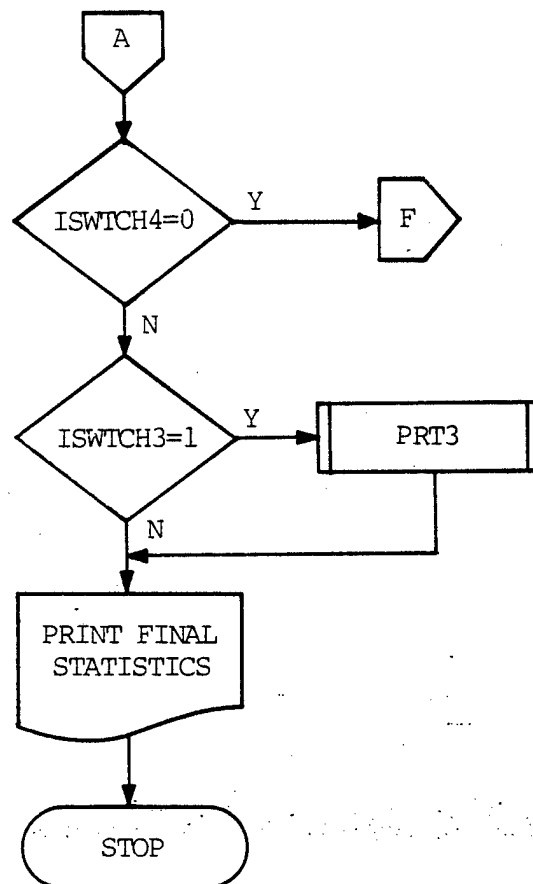 A
ISWTCH4=0
Y
F
N
ISWTCH3=1
Y
PRT3
N
PRINT FINAL
STATISTICS
STOP